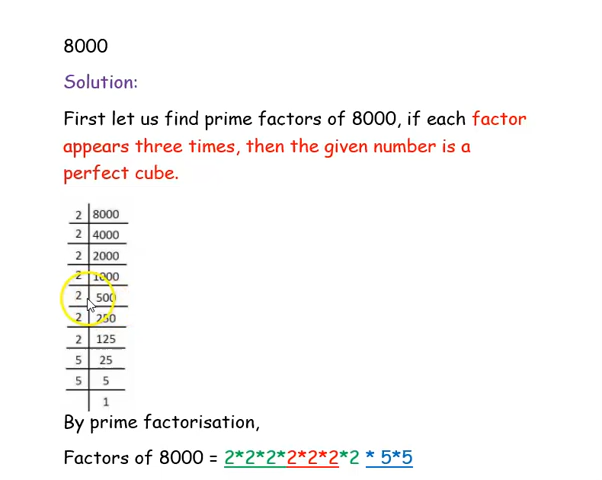 8000
Solution:
First let us find prime factors of 8000, if each factor
appears three times, then the given number is a
perfect cube.
2 8000
2 4000
2 2000
2 1000
2 500
2 250
2 125
5 25
5 5
1
By prime factorisation,
Factors of 8000 = 2*2*2*2*2*2*2 * 5*5